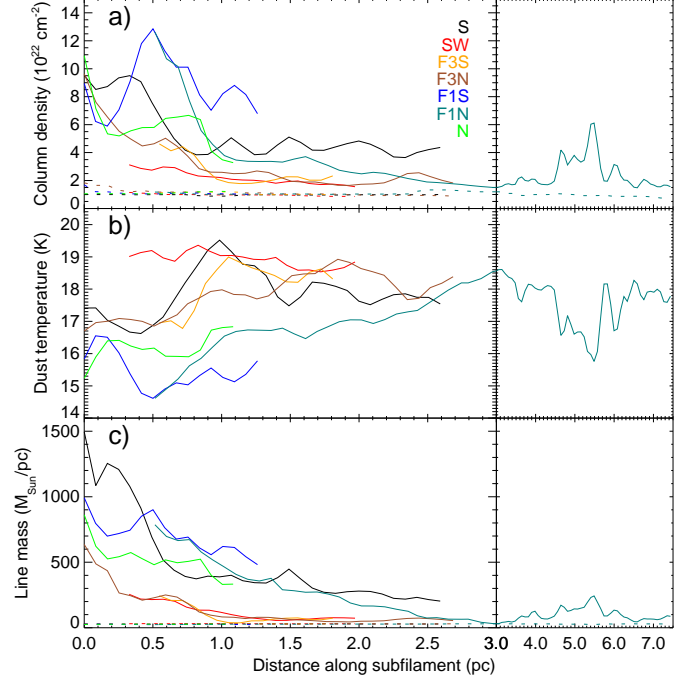 a)
14
12
10
8
6
4
2
0
Column density (10²² cm⁻²)
S
SW
F3S
F3N
F1S
F1N
N
b)
20
19
18
17
16
15
14
Dust temperature (K)
c)
1500
1000
500
0
Line mass (M_Sun/pc)
0.0 0.5 1.0 1.5 2.0 2.5 3.0 3.0 4.0 5.0 6.0 7.0
Distance along subfilament (pc)